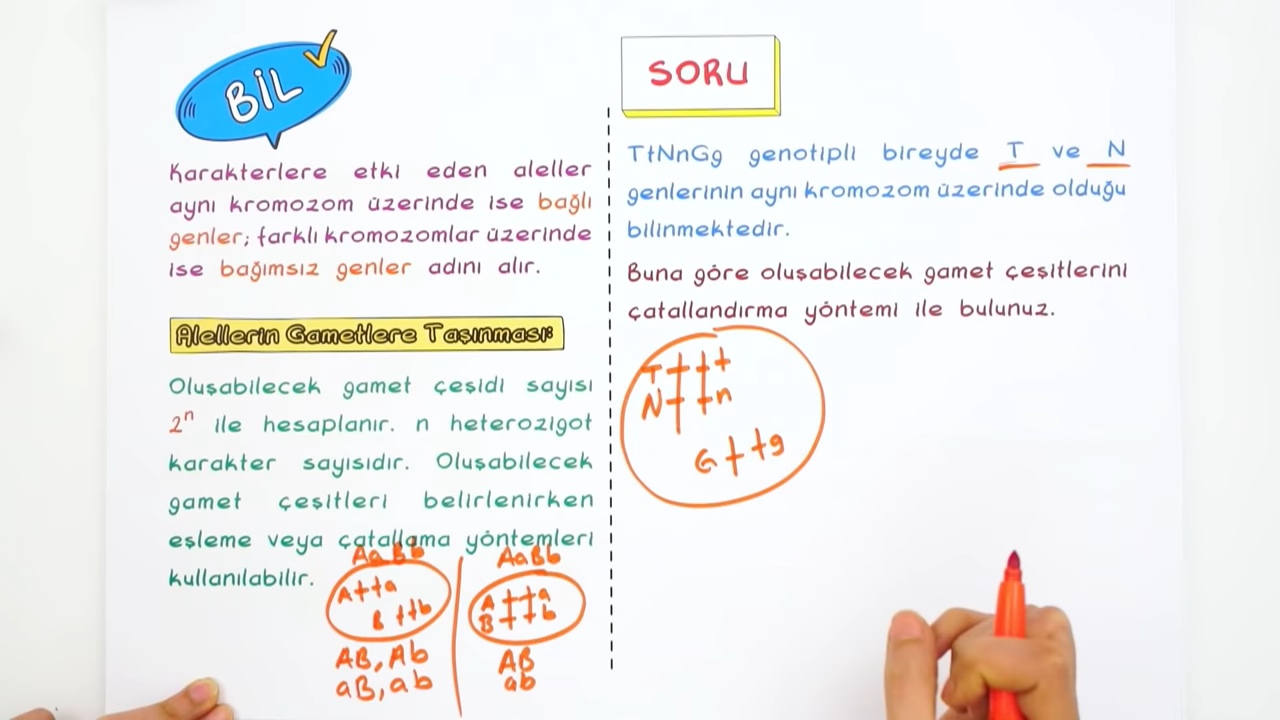 BİL
Karakterlere etki eden aleller
aynı kromozom üzerinde ise bağlı
genler; farklı kromozomlar üzerinde
ise bağımsız genler adını alır.
Alellerin Gametlere Taşınması:
Oluşabilecek gamet çeşidi sayısı
2ⁿ ile hesaplanır. n heterozigot
karakter sayısıdır. Oluşabilecek
gamet çeşitleri belirlenirken
eşleme veya çatallama yöntemleri
kullanılabilir.
AaBb
A a
B b
AB, Ab
aB, ab
AaBb
A a
B b
AB
ab
SORU
TtNnGg genotipli bireyde T ve N
genlerinin aynı kromozom üzerinde olduğu
bilinmektedir.
Buna göre oluşabilecek gamet çeşitlerini
çatallandırma yöntemi ile bulunuz.
T t
N n
G g